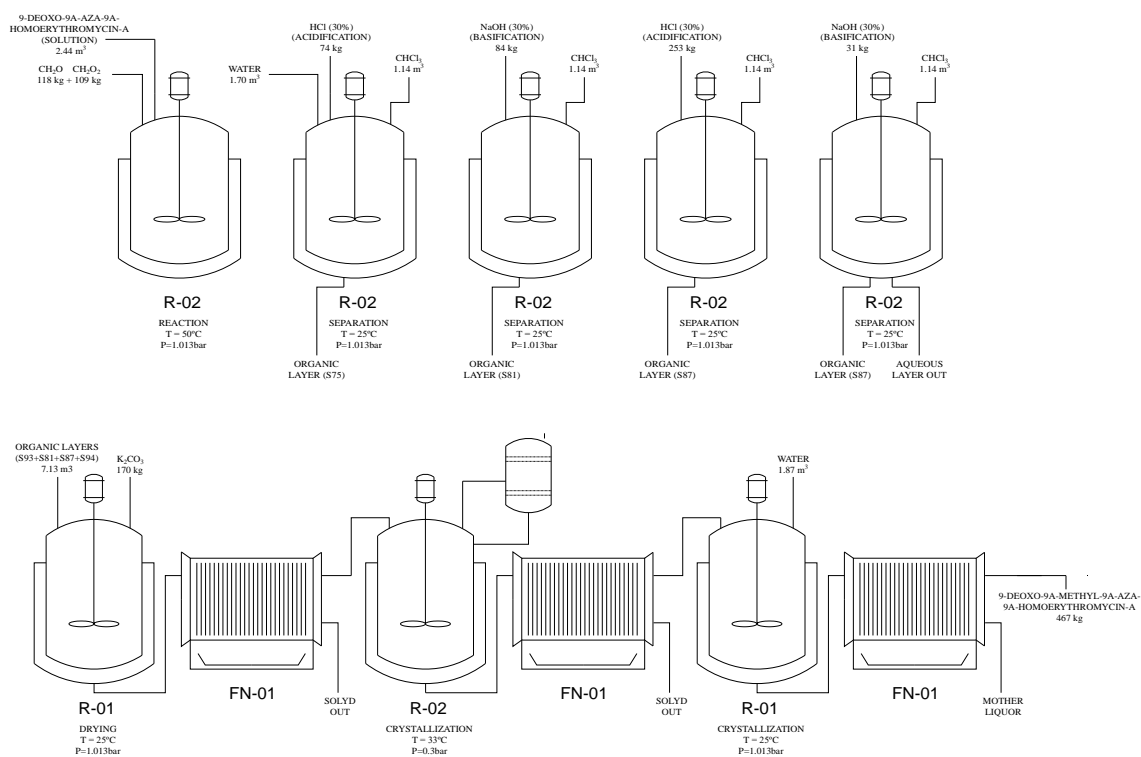 9-DEOXO-9A-AZA-9A-
HOMOERYTHROMYCIN-A
(SOLUTION)
2.44 m³
CH₂O CH₂O₂
118 kg + 109 kg
R-02
REACTION
T = 50ºC
P=1.013bar
WATER
1.70 m³
HCl (30%)
(ACIDIFICATION)
74 kg
CHCl₃
1.14 m³
R-02
SEPARATION
T = 25ºC
P=1.013bar
ORGANIC
LAYER (S75)
NaOH (30%)
(BASIFICATION)
84 kg
CHCl₃
1.14 m³
R-02
SEPARATION
T = 25ºC
P=1.013bar
ORGANIC
LAYER (S81)
HCl (30%)
(ACIDIFICATION)
253 kg
CHCl₃
1.14 m³
R-02
SEPARATION
T = 25ºC
P=1.013bar
ORGANIC
LAYER (S87)
NaOH (30%)
(BASIFICATION)
31 kg
CHCl₃
1.14 m³
R-02
SEPARATION
T = 25ºC
P=1.013bar
ORGANIC
LAYER (S87)
AQUEOUS
LAYER OUT
ORGANIC LAYERS
(S93+S81+S87+S94)
7.13 m3
K₂CO₃
170 kg
R-01
DRYING
T = 25ºC
P=1.013bar
FN-01
SOLYD
OUT
R-02
CRYSTALLIZATION
T = 33ºC
P=0.3bar
FN-01
SOLYD
OUT
WATER
1.87 m³
R-01
CRYSTALLIZATION
T = 25ºC
P=1.013bar
FN-01
9-DEOXO-9A-METHYL-9A-AZA-
9A-HOMOERYTHROMYCIN-A
467 kg
MOTHER
LIQUOR